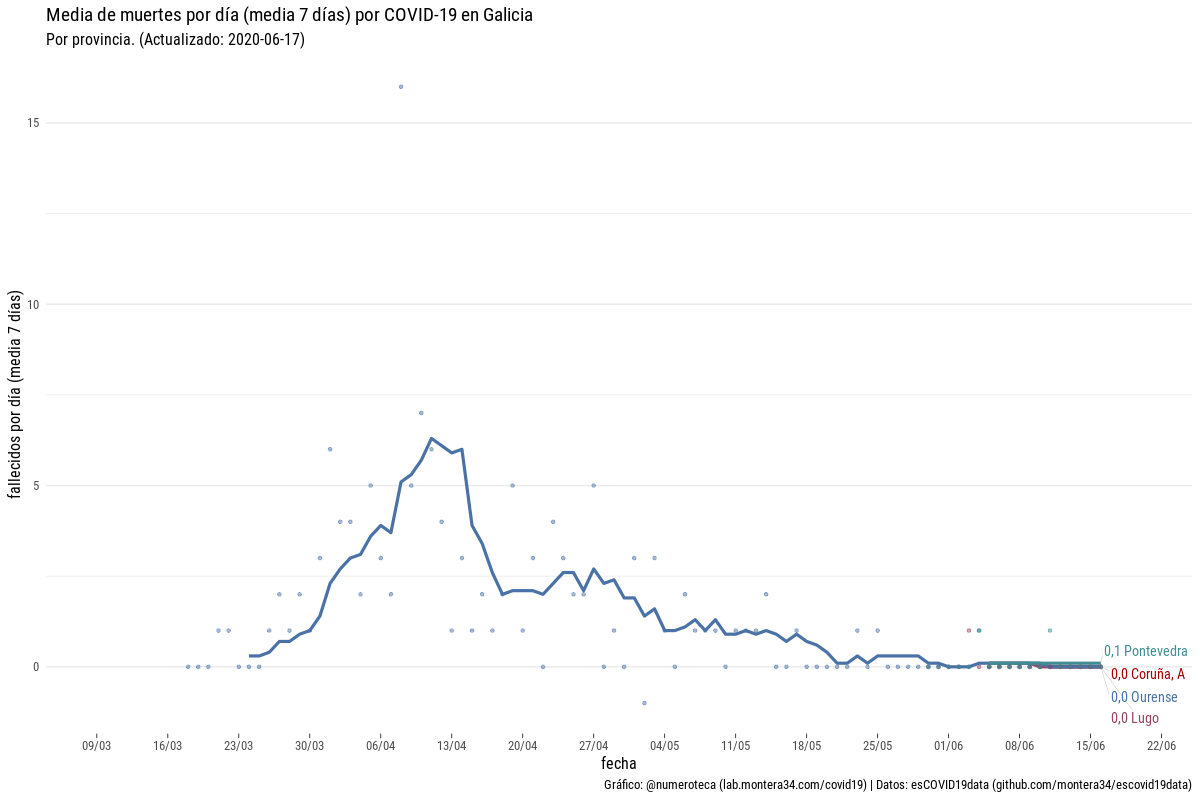 Media de muertes por día (media 7 días) por COVID-19 en Galicia
Por provincia. (Actualizado: 2020-06-17)
fallecidos por día (media 7 días)
15
10
5
0
0,1 Pontevedra
0,0 Coruña, A
0,0 Ourense
0,0 Lugo
09/03 16/03 23/03 30/03 06/04 13/04 20/04 27/04 04/05 11/05 18/05 25/05 01/06 08/06 15/06 22/06
fecha
Gráfico: @numeroteca (lab.montera34.com/covid19) | Datos: esCOVID19data (github.com/montera34/escovid19data)